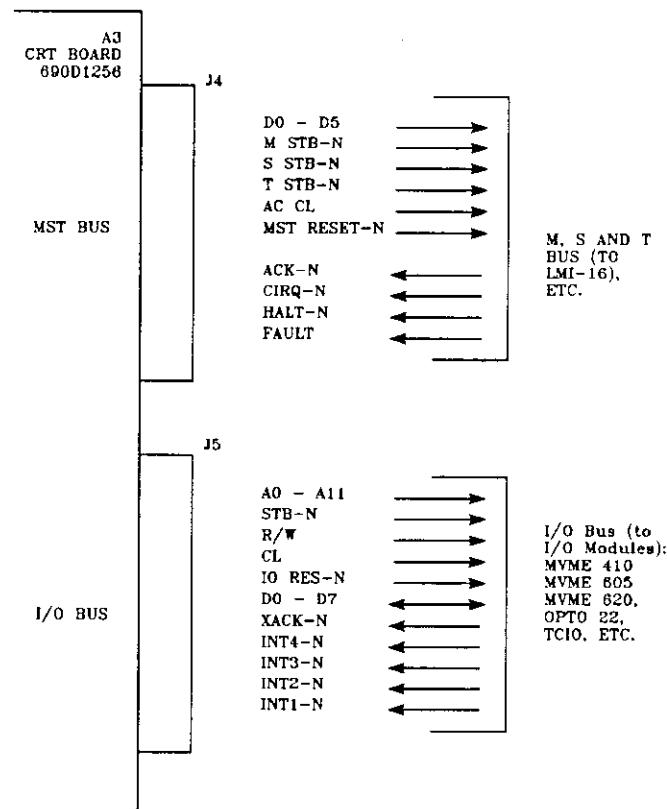 A3
CRT BOARD
690D1256
J4
MST BUS
D0 - D5
M STB-N
S STB-N
T STB-N
AC CL
MST RESET-N
ACK-N
CIRQ-N
HALT-N
FAULT
M, S AND T
BUS (TO
LMI-16),
ETC.
J5
I/O BUS
A0 - A11
STB-N
R/W
CL
IO RES-N
D0 - D7
XACK-N
INT4-N
INT3-N
INT2-N
INT1-N
I/O Bus (to
I/O Modules):
MVME 410
MVME 605
MVME 620,
OPTO 22,
TCIO, ETC.